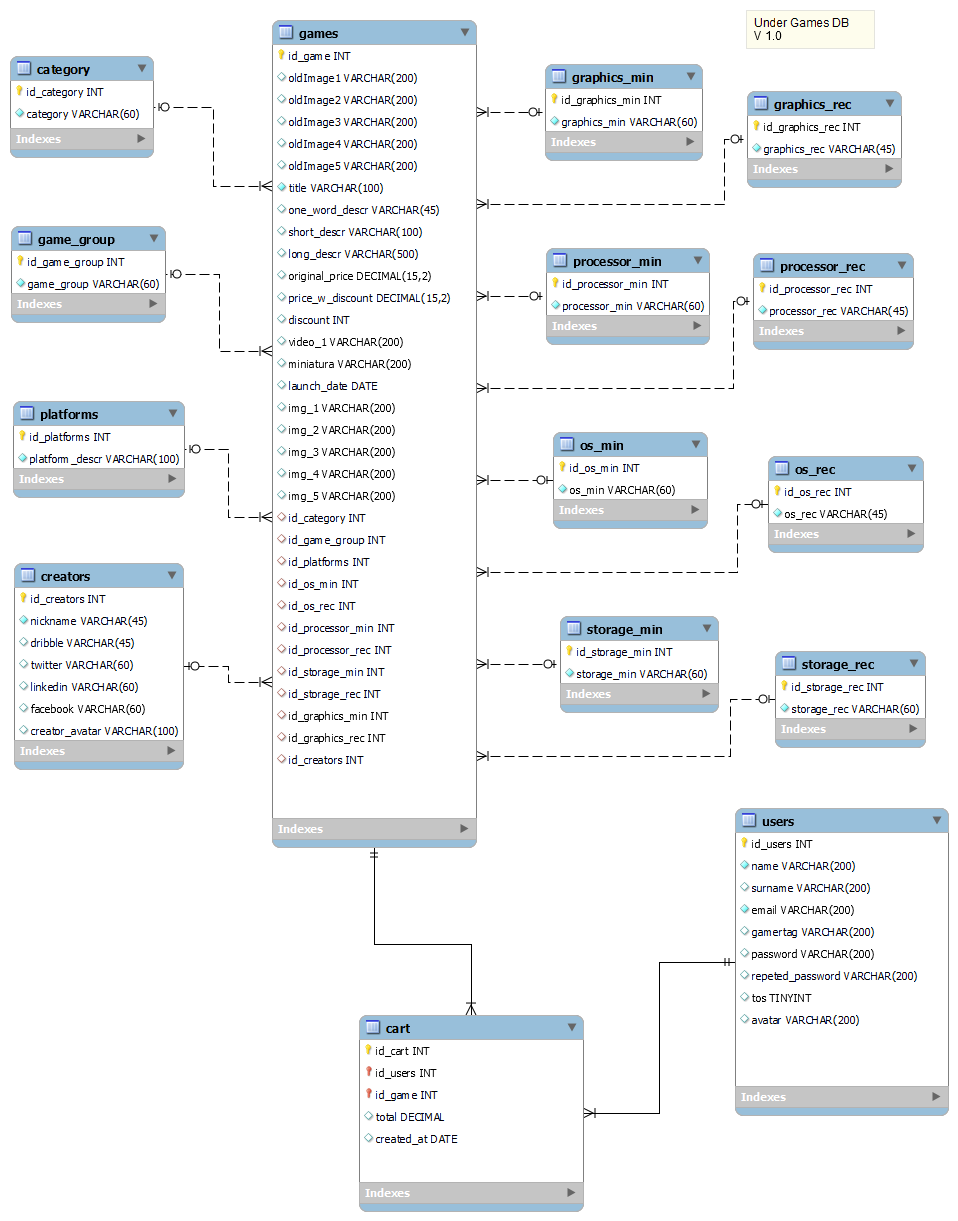 Under Games DB
V 1.0
category
id_category INT
category VARCHAR(60)
Indexes
game_group
id_game_group INT
game_group VARCHAR(60)
Indexes
platforms
id_platforms INT
platform_descr VARCHAR(100)
Indexes
creators
id_creators INT
nickname VARCHAR(45)
dribble VARCHAR(45)
twitter VARCHAR(60)
linkedin VARCHAR(60)
facebook VARCHAR(60)
creator_avatar VARCHAR(100)
Indexes
games
id_game INT
oldImage1 VARCHAR(200)
oldImage2 VARCHAR(200)
oldImage3 VARCHAR(200)
oldImage4 VARCHAR(200)
oldImage5 VARCHAR(200)
title VARCHAR(100)
one_word_descr VARCHAR(45)
short_descr VARCHAR(100)
long_descr VARCHAR(500)
original_price DECIMAL(15,2)
price_w_discount DECIMAL(15,2)
discount INT
video_1 VARCHAR(200)
miniatura VARCHAR(200)
launch_date DATE
img_1 VARCHAR(200)
img_2 VARCHAR(200)
img_3 VARCHAR(200)
img_4 VARCHAR(200)
img_5 VARCHAR(200)
id_category INT
id_game_group INT
id_platforms INT
id_os_min INT
id_os_rec INT
id_processor_min INT
id_processor_rec INT
id_storage_min INT
id_storage_rec INT
id_graphics_min INT
id_graphics_rec INT
id_creators INT
Indexes
graphics_min
id_graphics_min INT
graphics_min VARCHAR(60)
Indexes
graphics_rec
id_graphics_rec INT
graphics_rec VARCHAR(45)
Indexes
processor_min
id_processor_min INT
processor_min VARCHAR(60)
Indexes
processor_rec
id_processor_rec INT
processor_rec VARCHAR(45)
Indexes
os_min
id_os_min INT
os_min VARCHAR(60)
Indexes
os_rec
id_os_rec INT
os_rec VARCHAR(45)
Indexes
storage_min
id_storage_min INT
storage_min VARCHAR(60)
Indexes
storage_rec
id_storage_rec INT
storage_rec VARCHAR(60)
Indexes
users
id_users INT
name VARCHAR(200)
surname VARCHAR(200)
email VARCHAR(200)
gamertag VARCHAR(200)
password VARCHAR(200)
repeted_password VARCHAR(200)
tos TINYINT
avatar VARCHAR(200)
Indexes
cart
id_cart INT
id_users INT
id_game INT
total DECIMAL
created_at DATE
Indexes